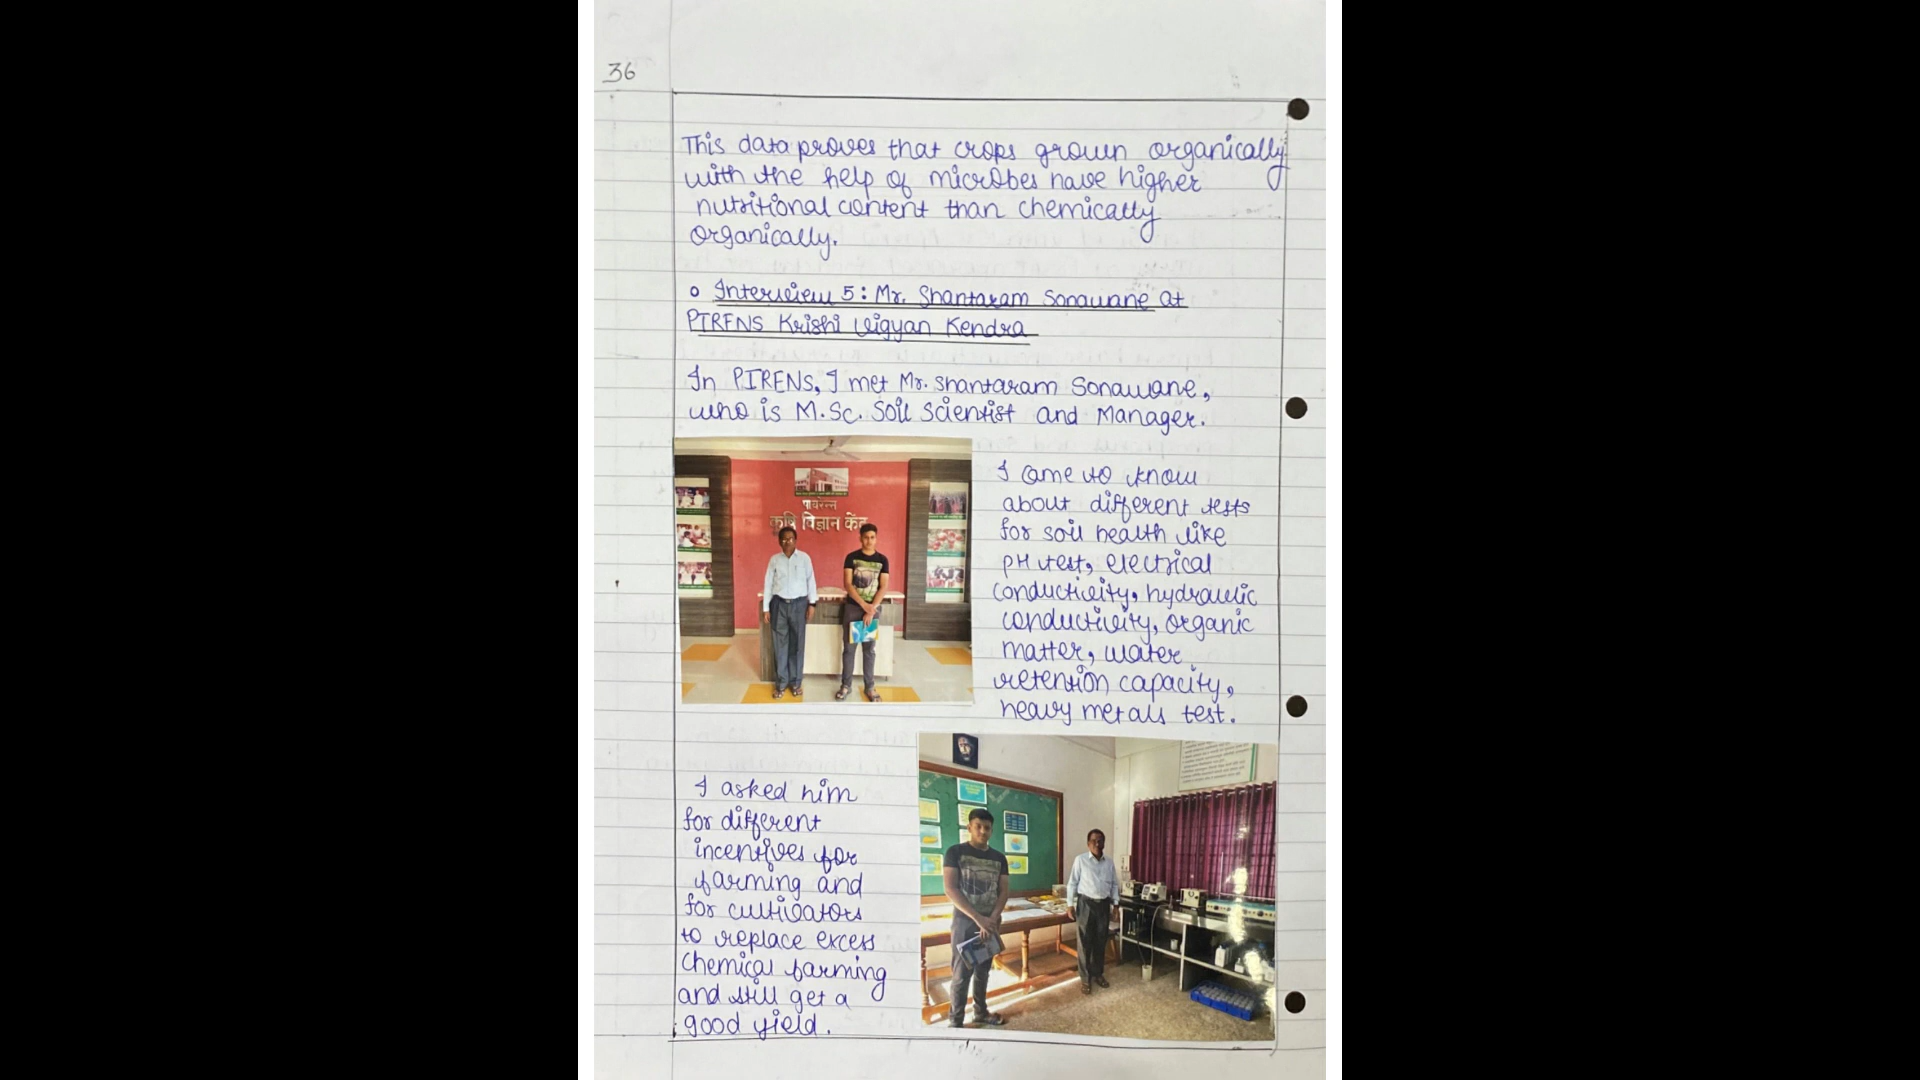 36
This data proves that crops grown organically
with the help of microbes have higher
nutritional content than chemically
organically.
o Interview 5: Mr. Shantaram Sonawane at
PIRENS Krishi Vigyan Kendra
In PIRENS, I met Mr. Shantaram Sonawane,
who is M.Sc. Soil Scientist and Manager.
पायरेन्स
कृषि विज्ञान केंद्र
I came to know
about different tests
for soil health like
pH test, electrical
conductivity, hydraulic
conductivity, organic
matter, water
retention capacity,
heavy metals test.
I asked him
for different
incentives for
farming and
for cultivators
to replace excess
chemical farming
and still get a
good yield.